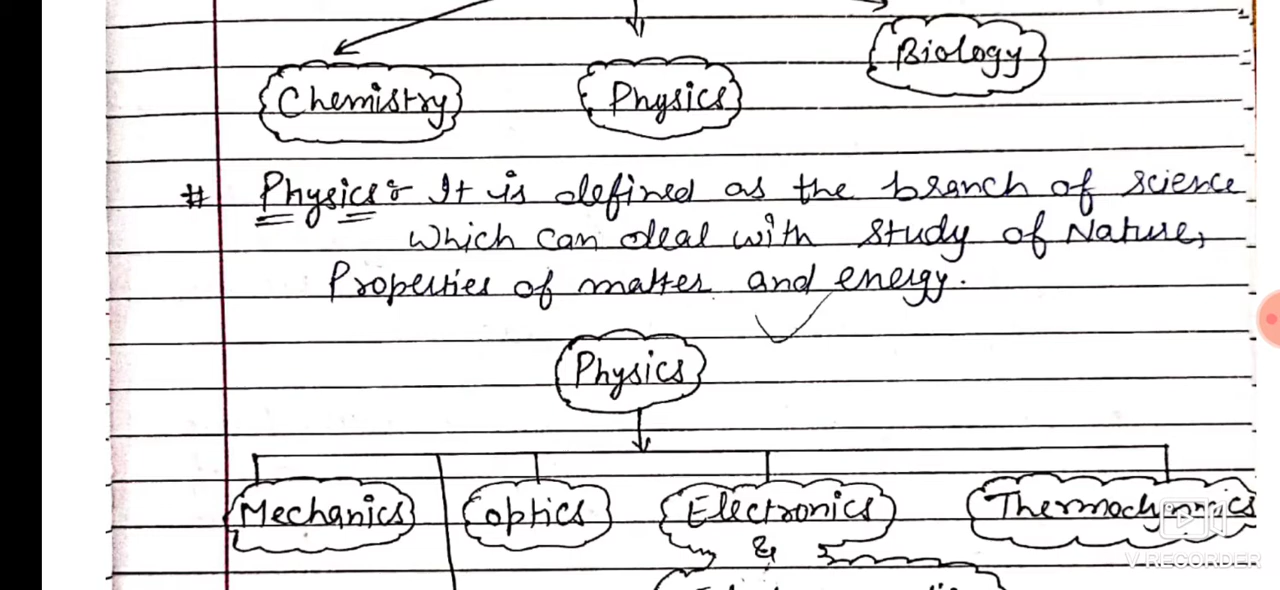 Chemistry
Physics
Biology
# Physics:- It is defined as the branch of science
which can deal with study of Nature,
Properties of matter and energy.
Physics
Mechanics
optics
Electronics
&
Thermodynamics
V RECORDER